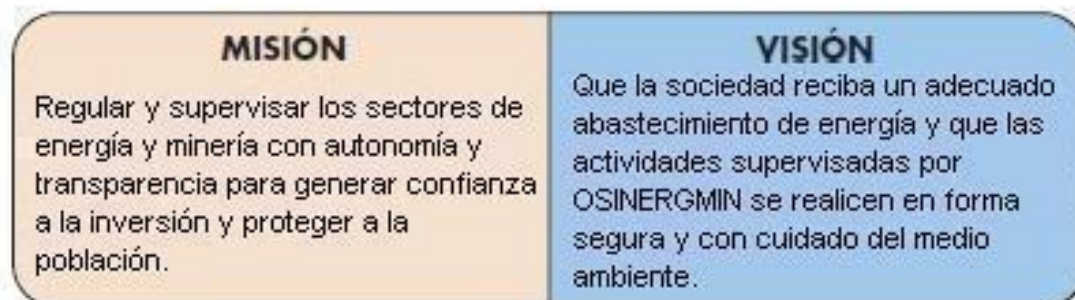 MISIÓN
Regular y supervisar los sectores de
energía y minería con autonomía y
transparencia para generar confianza
a la inversión y proteger a la
población.
VISIÓN
Que la sociedad reciba un adecuado
abastecimiento de energía y que las
actividades supervisadas por
OSINERGMIN se realicen en forma
segura y con cuidado del medio
ambiente.